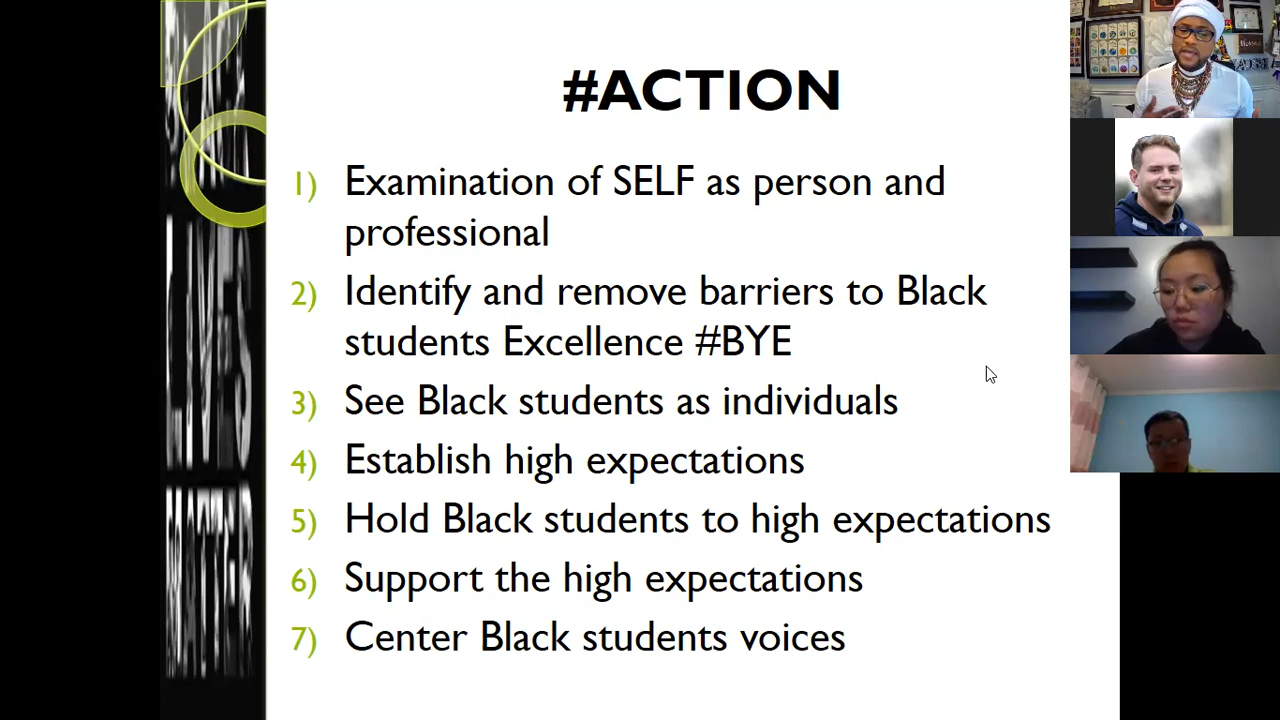 #ACTION
1) Examination of SELF as person and
professional
2) Identify and remove barriers to Black
students Excellence #BYE
3) See Black students as individuals
4) Establish high expectations
5) Hold Black students to high expectations
6) Support the high expectations
7) Center Black students voices
LIVES
MATTER